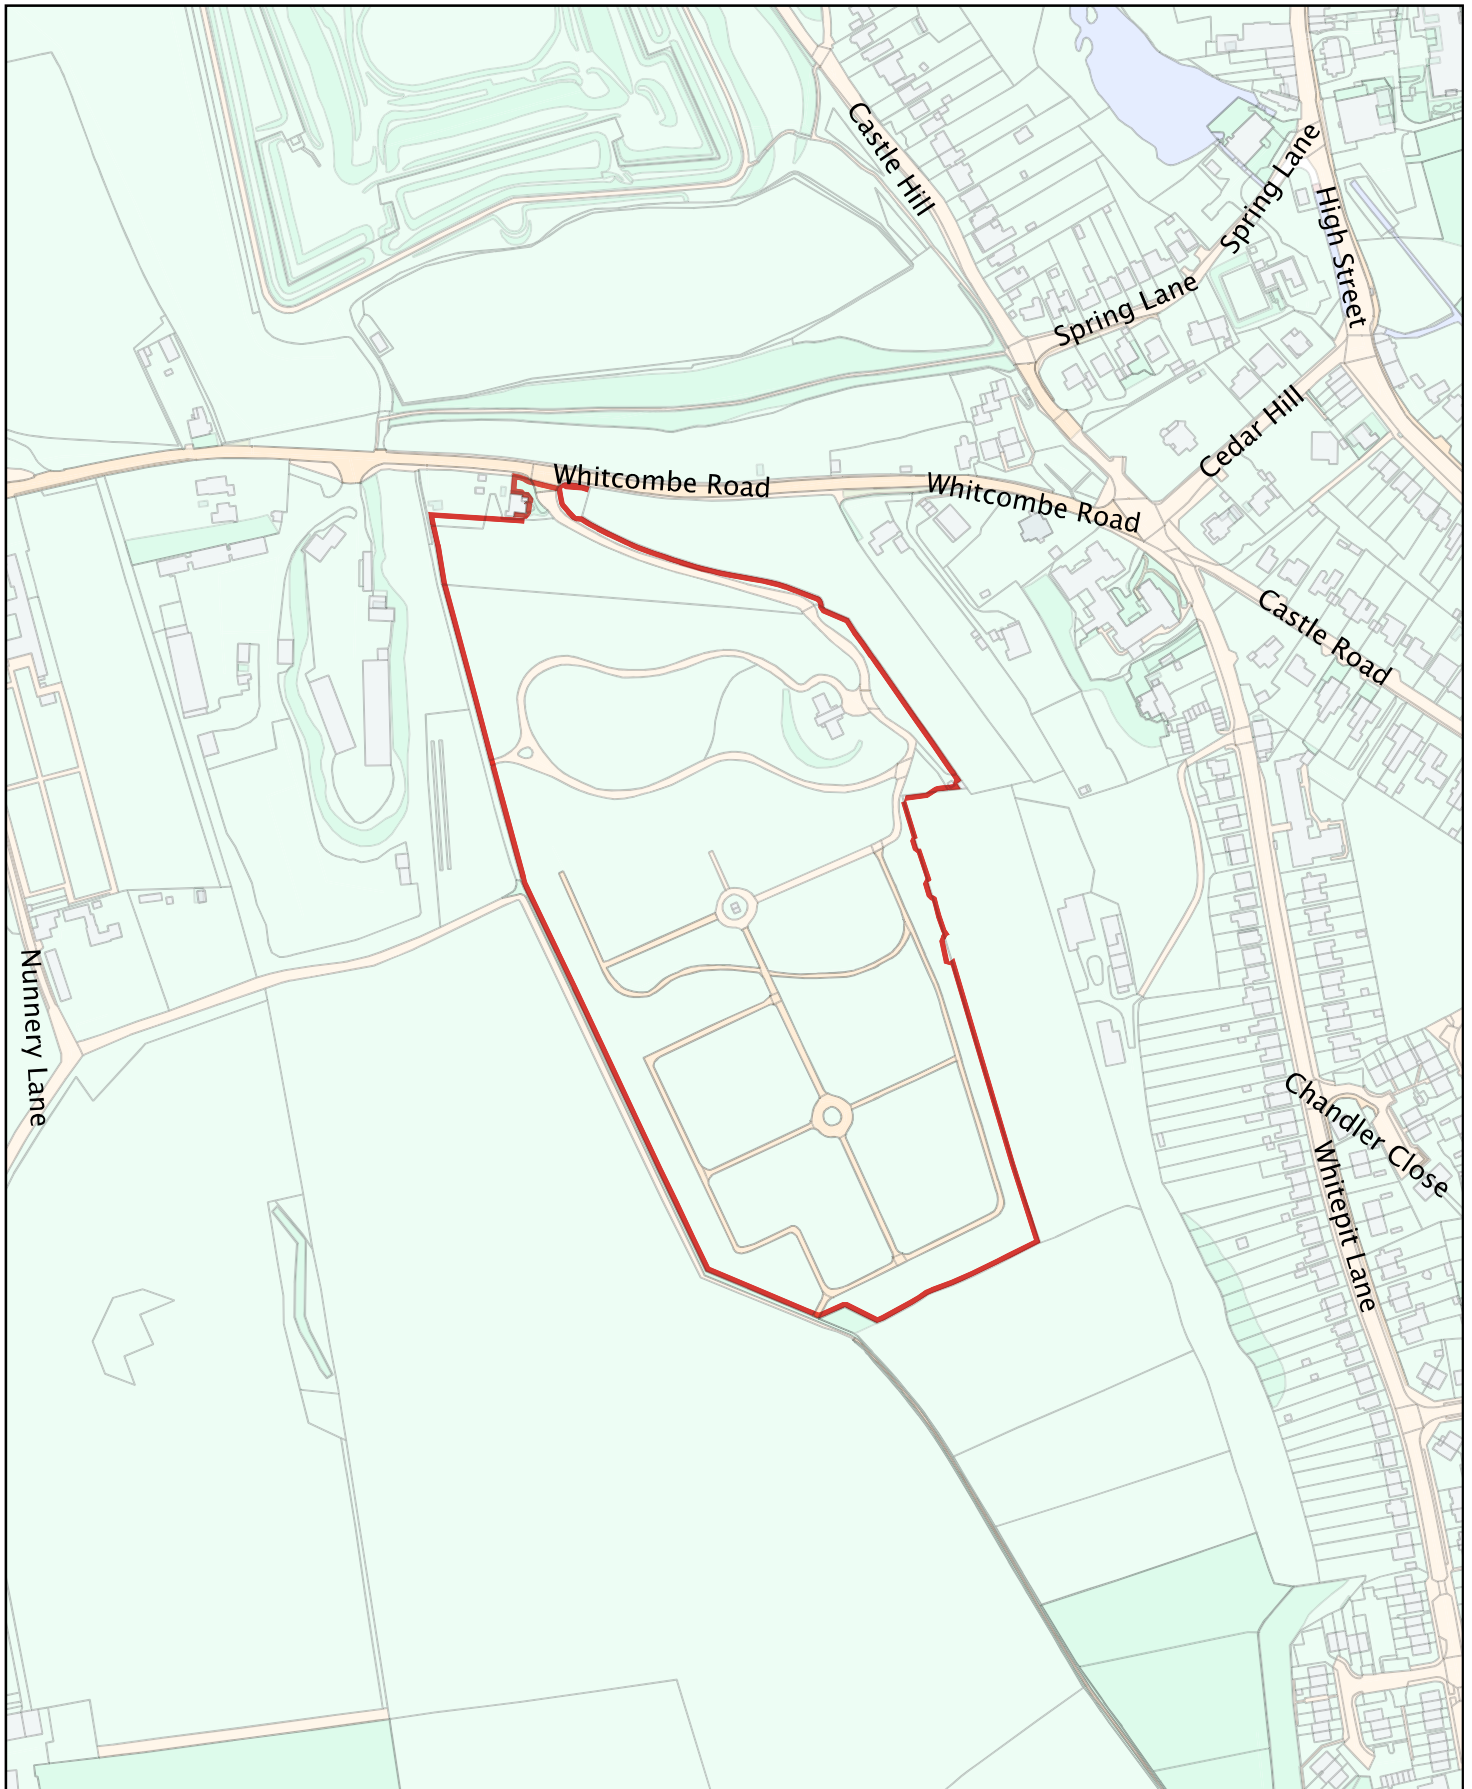 Castle Hill
Spring Lane
High Street
Spring Lane
Cedar Hill
Whitcombe Road
Whitcombe Road
Castle Road
Nunnery Lane
Chandler Close
Whitepit Lane